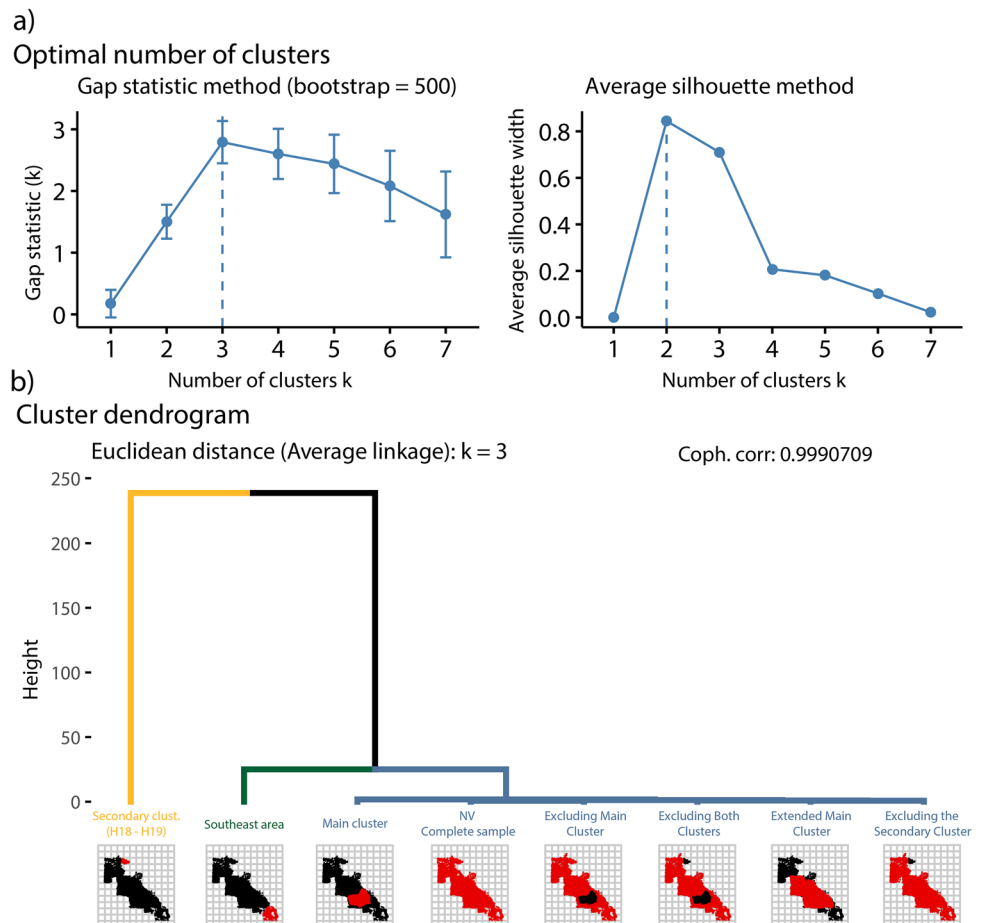 a)
Optimal number of clusters
Gap statistic method (bootstrap = 500)
Gap statistic (k)
3
2
1
0
1 2 3 4 5 6 7
Number of clusters k
Average silhouette method
Average silhouette width
0.8
0.6
0.4
0.2
0.0
1 2 3 4 5 6 7
Number of clusters k
b)
Cluster dendrogram
Euclidean distance (Average linkage): k = 3
Coph. corr: 0.9990709
Height
250
200
150
100
50
0
Secondary clust.
(H18 - H19)
Southeast area
Main cluster
NV
Complete sample
Excluding Main
Cluster
Excluding Both
Clusters
Extended Main
Cluster
Excluding the
Secondary Cluster